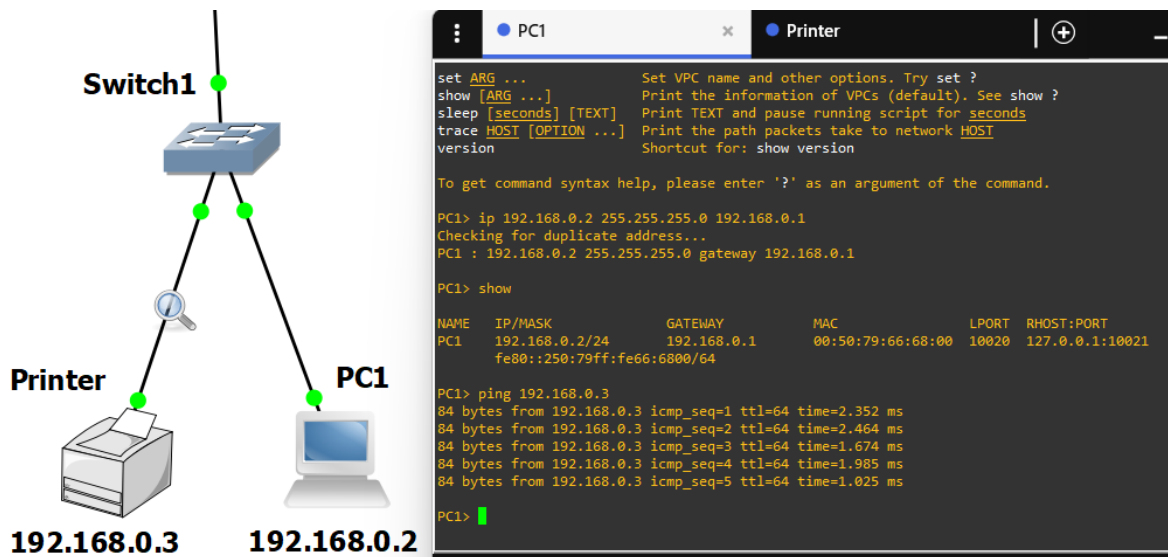 Switch1
Printer
PC1
192.168.0.3
192.168.0.2
PC1
Printer
set ARG ... Set VPC name and other options. Try set ?
show [ARG ...] Print the information of VPCs (default). See show ?
sleep [seconds] [TEXT] Print TEXT and pause running script for seconds
trace HOST [OPTION ...] Print the path packets take to network HOST
version Shortcut for: show version
To get command syntax help, please enter '?' as an argument of the command.
PC1> ip 192.168.0.2 255.255.255.0 192.168.0.1
Checking for duplicate address...
PC1 : 192.168.0.2 255.255.255.0 gateway 192.168.0.1
PC1> show
NAME IP/MASK GATEWAY MAC LPORT RHOST:PORT
PC1 192.168.0.2/24 192.168.0.1 00:50:79:66:68:00 10020 127.0.0.1:10021
fe80::250:79ff:fe66:6800/64
PC1> ping 192.168.0.3
84 bytes from 192.168.0.3 icmp_seq=1 ttl=64 time=2.352 ms
84 bytes from 192.168.0.3 icmp_seq=2 ttl=64 time=2.464 ms
84 bytes from 192.168.0.3 icmp_seq=3 ttl=64 time=1.674 ms
84 bytes from 192.168.0.3 icmp_seq=4 ttl=64 time=1.985 ms
84 bytes from 192.168.0.3 icmp_seq=5 ttl=64 time=1.025 ms
PC1>